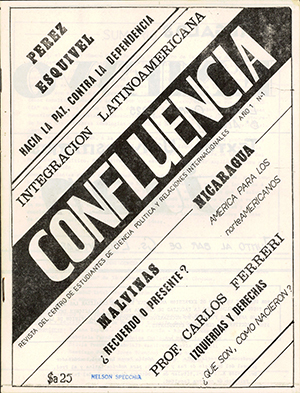 PEREZ
ESQUIVEL
HACIA LA PAZ, CONTRA LA DEPENDENCIA
INTEGRACION LATINOAMERICANA
CONFLUENCIA
REVISTA DEL CENTRO DE ESTUDIANTES DE CIENCIA POLITICA Y RELACIONES INTERNACIONALES AÑO 1 Nº1
NICARAGUA
AMERICA PARA LOS
norteAMERICANOS
MALVINAS
¿RECUERDO O PRESENTE?
PROF. CARLOS FERRERI
IZQUIERDAS Y DERECHAS
¿QUE SON, COMO NACIERON?
$a 25
NELSON SPECCHIA